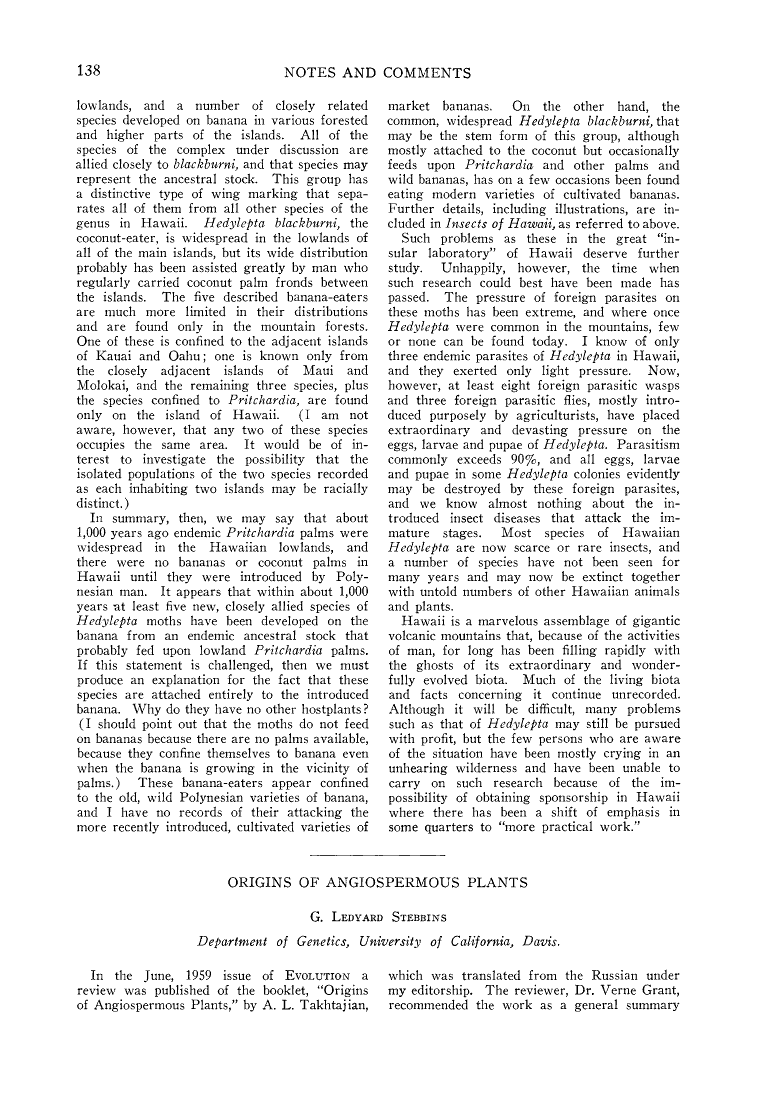 138
NOTES AND COMMENTS
lowlands, and a number of closely related
species developed on banana in various forested
and higher parts of the islands. All of the
species of the complex under discussion are
allied closely to blackburni, and that species may
represent the ancestral stock. This group has
a distinctive type of wing marking that sepa-
rates all of them from all other species of the
genus in Hawaii. Hedylepta blackburni, the
coconut-eater, is widespread in the lowlands of
all of the main islands, but its wide distribution
probably has been assisted greatly by man who
regularly carried coconut palm fronds between
the islands. The five described banana-eaters
are much more limited in their distributions
and are found only in the mountain forests.
One of these is confined to the adjacent islands
of Kauai and Oahu; one is known only from
the closely adjacent islands of Maui and
Molokai, and the remaining three species, plus
the species confined to Pritchardia, are found
only on the island of Hawaii. (I am not
aware, however, that any two of these species
occupies the same area. It would be of in-
terest to investigate the possibility that the
isolated populations of the two species recorded
as each inhabiting two islands may be racially
distinct.)
In summary, then, we may say that about
1,000 years ago endemic Pritchardia palms were
widespread in the Hawaiian lowlands, and
there were no bananas or coconut palms in
Hawaii until they were introduced by Poly-
nesian man. It appears that within about 1,000
years at least five new, closely allied species of
Hedylepta moths have been developed on the
banana from an endemic ancestral stock that
probably fed upon lowland Pritchardia palms.
If this statement is challenged, then we must
produce an explanation for the fact that these
species are attached entirely to the introduced
banana. Why do they have no other hostplants?
(I should point out that the moths do not feed
on bananas because there are no palms available,
because they confine themselves to banana even
when the banana is growing in the vicinity of
palms.) These banana-eaters appear confined
to the old, wild Polynesian varieties of banana,
and I have no records of their attacking the
more recently introduced, cultivated varieties of
market bananas. On the other hand, the
common, widespread Hedylepta blackburni, that
may be the stem form of this group, although
mostly attached to the coconut but occasionally
feeds upon Pritchardia and other palms and
wild bananas, has on a few occasions been found
eating modern varieties of cultivated bananas.
Further details, including illustrations, are in-
cluded in Insects of Hawaii, as referred to above.
Such problems as these in the great "in-
sular laboratory" of Hawaii deserve further
study. Unhappily, however, the time when
such research could best have been made has
passed. The pressure of foreign parasites on
these moths has been extreme, and where once
Hedylepta were common in the mountains, few
or none can be found today. I know of only
three endemic parasites of Hedylepta in Hawaii,
and they exerted only light pressure. Now,
however, at least eight foreign parasitic wasps
and three foreign parasitic flies, mostly intro-
duced purposely by agriculturists, have placed
extraordinary and devasting pressure on the
eggs, larvae and pupae of Hedylepta. Parasitism
commonly exceeds 90%, and all eggs, larvae
and pupae in some Hedylepta colonies evidently
may be destroyed by these foreign parasites,
and we know almost nothing about the in-
troduced insect diseases that attack the im-
mature stages. Most species of Hawaiian
Hedylepta are now scarce or rare insects, and
a number of species have not been seen for
many years and may now be extinct together
with untold numbers of other Hawaiian animals
and plants.
Hawaii is a marvelous assemblage of gigantic
volcanic mountains that, because of the activities
of man, for long has been filling rapidly with
the ghosts of its extraordinary and wonder-
fully evolved biota. Much of the living biota
and facts concerning it continue unrecorded.
Although it will be difficult, many problems
such as that of Hedylepta may still be pursued
with profit, but the few persons who are aware
of the situation have been mostly crying in an
unhearing wilderness and have been unable to
carry on such research because of the im-
possibility of obtaining sponsorship in Hawaii
where there has been a shift of emphasis in
some quarters to "more practical work."
ORIGINS OF ANGIOSPERMOUS PLANTS
G. LEDYARD STEBBINS
Department of Genetics, University of California, Davis.
In the June, 1959 issue of EVOLUTION a
review was published of the booklet, "Origins
of Angiospermous Plants," by A. L. Takhtajian,
which was translated from the Russian under
my editorship. The reviewer, Dr. Verne Grant,
recommended the work as a general summary